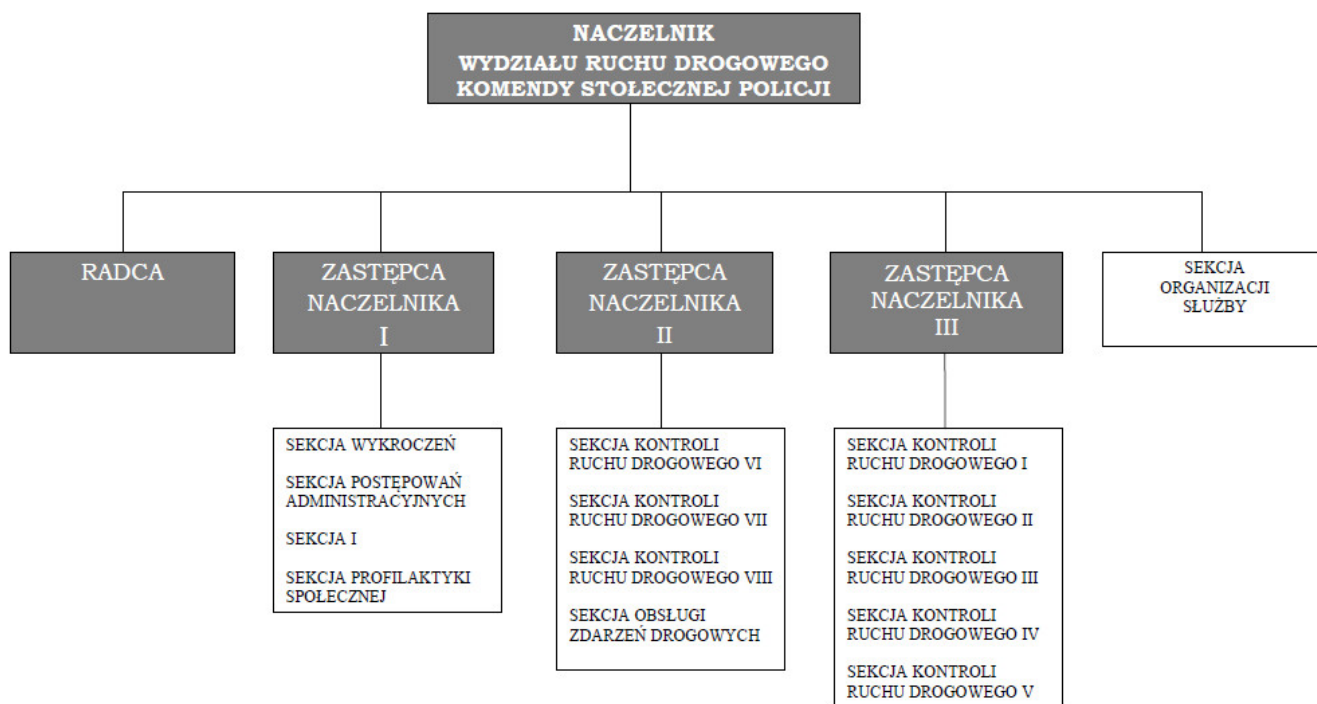 NACZELNIK
WYDZIAŁU RUCHU DROGOWEGO
KOMENDY STOŁECZNEJ POLICJI
RADCA
ZASTĘPCA
NACZELNIKA
I
ZASTĘPCA
NACZELNIKA
II
ZASTĘPCA
NACZELNIKA
III
SEKCJA
ORGANIZACJI
SŁUŻBY
SEKCJA WYKROCZEŃ
SEKCJA POSTĘPOWAŃ
ADMINISTRACYJNYCH
SEKCJA I
SEKCJA PROFILAKTYKI
SPOŁECZNEJ
SEKCJA KONTROLI
RUCHU DROGOWEGO VI
SEKCJA KONTROLI
RUCHU DROGOWEGO VII
SEKCJA KONTROLI
RUCHU DROGOWEGO VIII
SEKCJA OBSŁUGI
ZDARZEŃ DROGOWYCH
SEKCJA KONTROLI
RUCHU DROGOWEGO I
SEKCJA KONTROLI
RUCHU DROGOWEGO II
SEKCJA KONTROLI
RUCHU DROGOWEGO III
SEKCJA KONTROLI
RUCHU DROGOWEGO IV
SEKCJA KONTROLI
RUCHU DROGOWEGO V